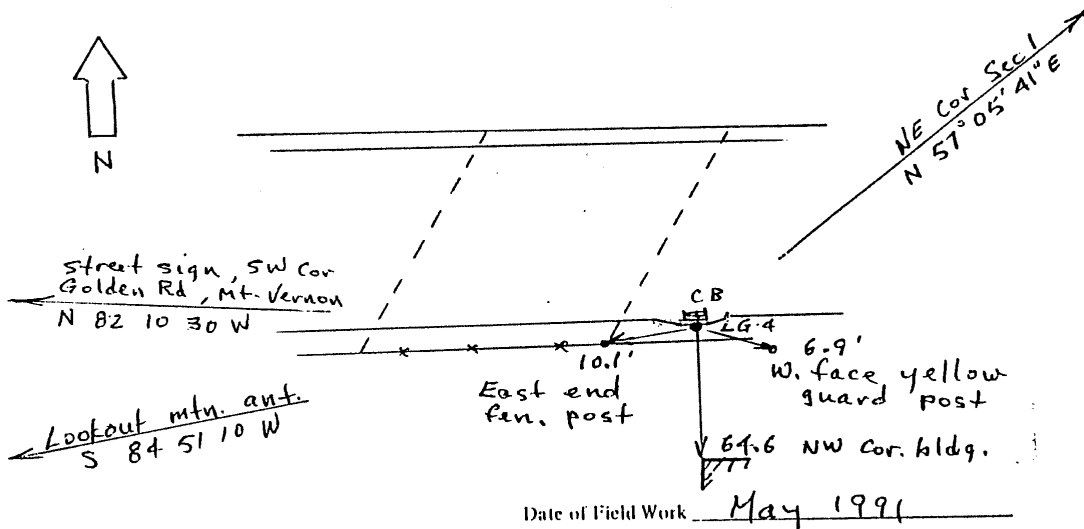 N
NE Cor Sec 1
N 57° 05' 41" E
street sign, SW Cor
Golden Rd, Mt. Vernon
N 82 10 30 W
C B
LG-4
10.1'
6.9'
East end
fen. post
W. face yellow
guard post
Lookout mtn. ant.
S 84 51 10 W
64.6 NW Cor. bldg.
Date of Field Work May 1991